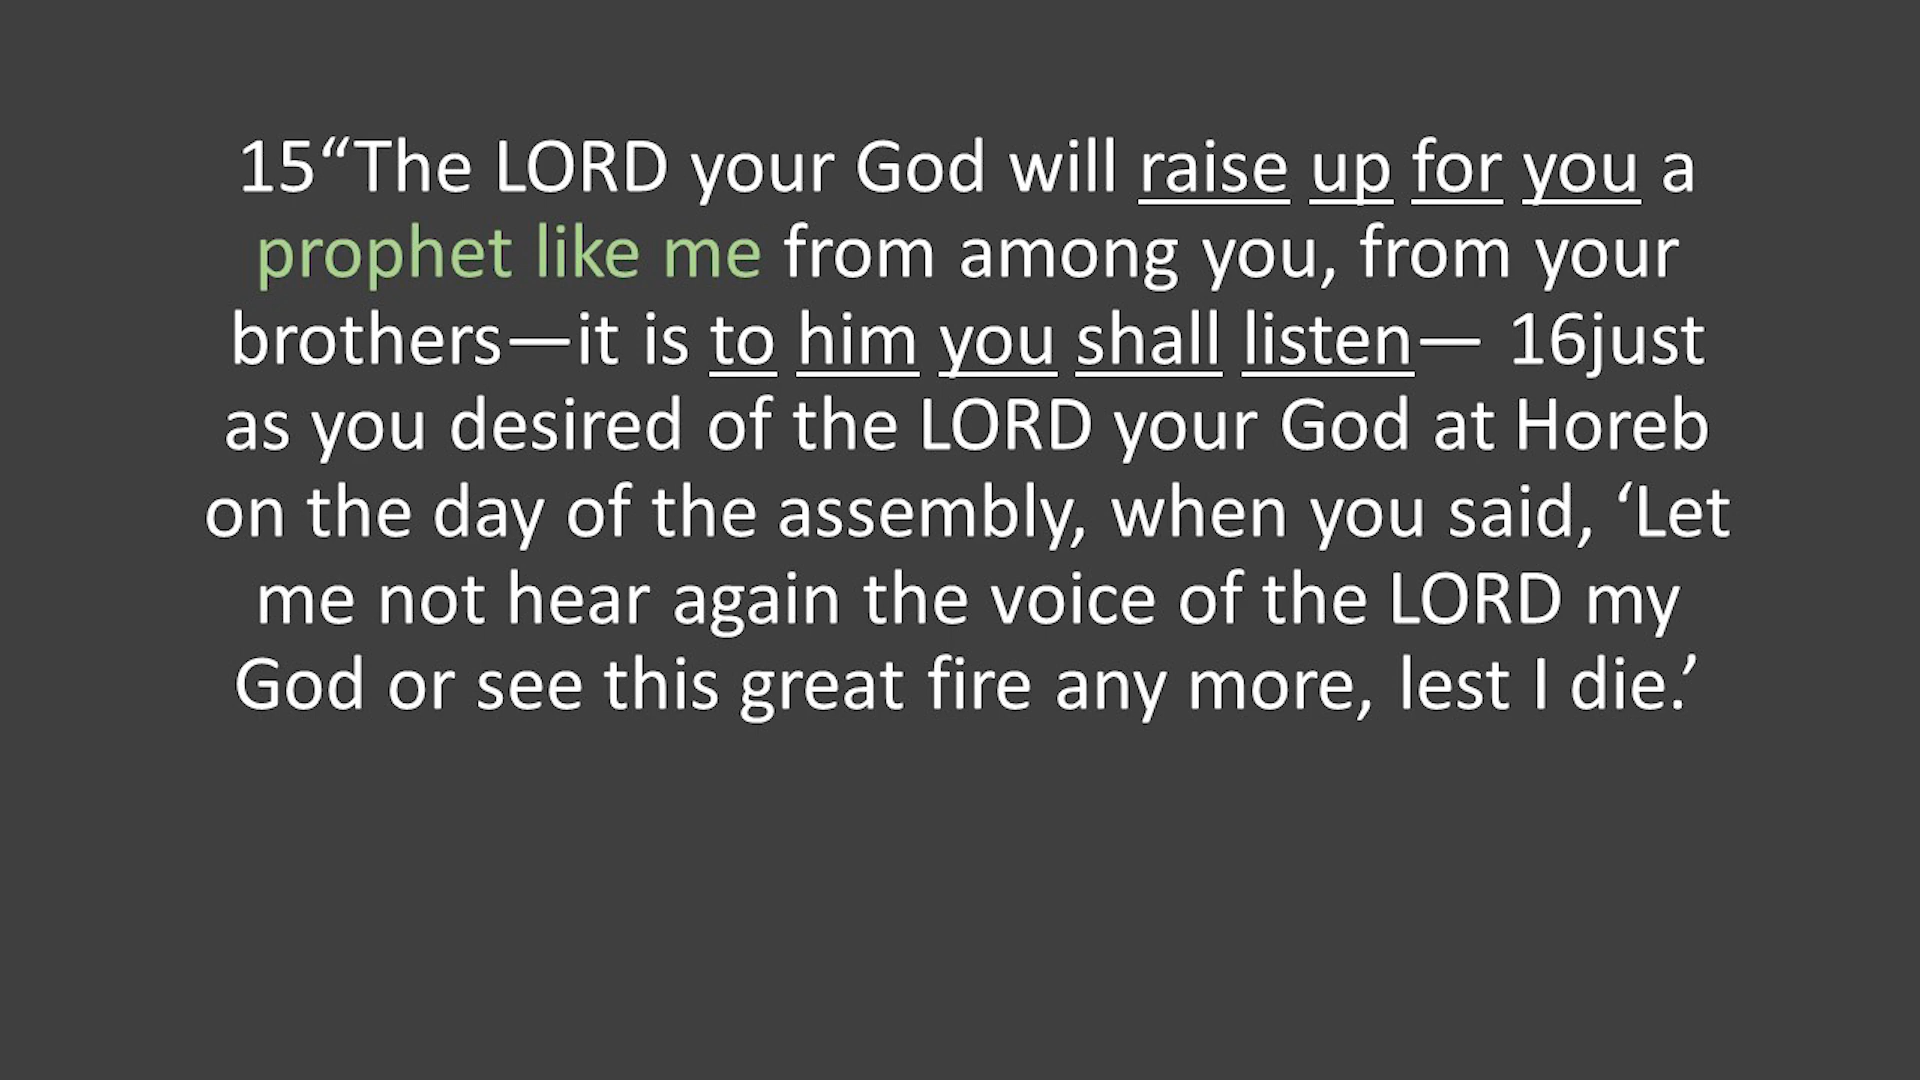 15“The LORD your God will raise up for you a
prophet like me from among you, from your
brothers—it is to him you shall listen— 16just
as you desired of the LORD your God at Horeb
on the day of the assembly, when you said, ‘Let
me not hear again the voice of the LORD my
God or see this great fire any more, lest I die.’